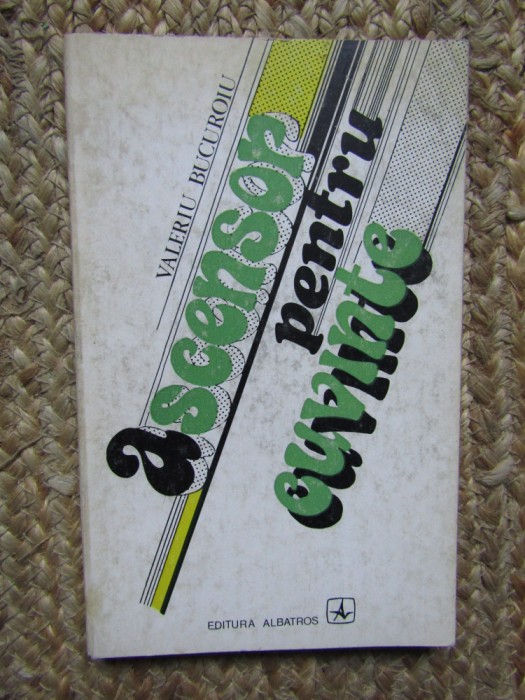 VALERIU BUCUROIU
ascensor
pentru
cuvinte
EDITURA ALBATROS